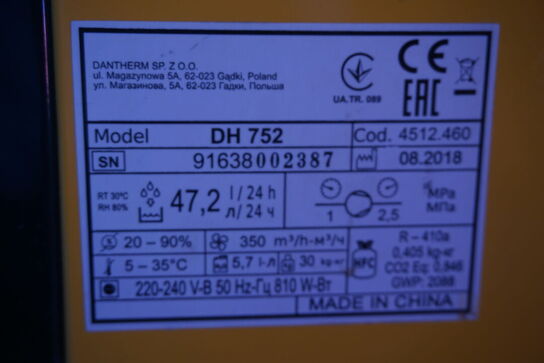 DANTHERM SP. Z O.O.
ul. Magazynowa 5A, 62-023 Gądki, Poland
ул. Магазинова, 5А, 62-023 Гадки, Польша
UA.TR. 089
CE
EAC
Model DH 752 Cod. 4512.460
SN 91638002387 08.2018
RT 30°C
RH 80%
47,2 l / 24 h
л/ 24 ч
1 2,5 MPa
МПа
20 – 90% 350 m³/h-м³/ч
5 – 35°C 5,7 l-л 30 kg-кг
220-240 V-В 50 Hz-Гц 810 W-Вт
HFC
R – 410a
0,405 kg-кг
CO2 Eq: 0,846
GWP: 2088
MADE IN CHINA